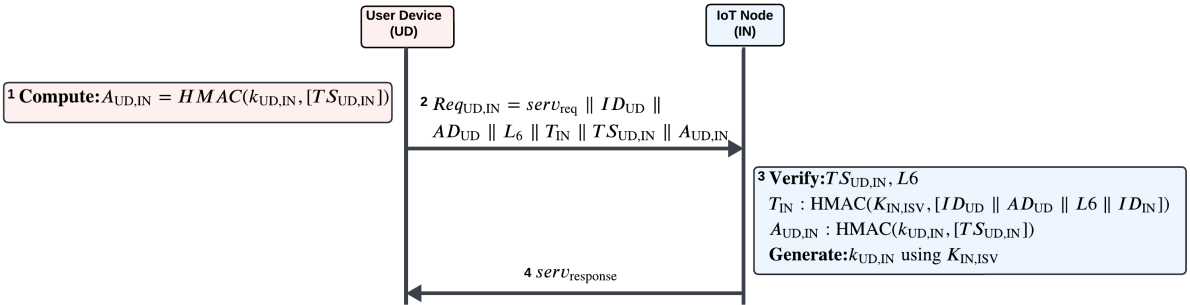 User Device
(UD)
IoT Node
(IN)
1 Compute:A_UD,IN = HMAC(k_UD,IN, [TS_UD,IN])
2 Req_UD,IN = serv_req ∥ ID_UD ∥
AD_UD ∥ L_6 ∥ T_IN ∥ TS_UD,IN ∥ A_UD,IN
3 Verify:TS_UD,IN, L6
T_IN : HMAC(K_IN,ISV, [ID_UD ∥ AD_UD ∥ L6 ∥ ID_IN])
A_UD,IN : HMAC(k_UD,IN, [TS_UD,IN])
Generate:k_UD,IN using K_IN,ISV
4 serv_response